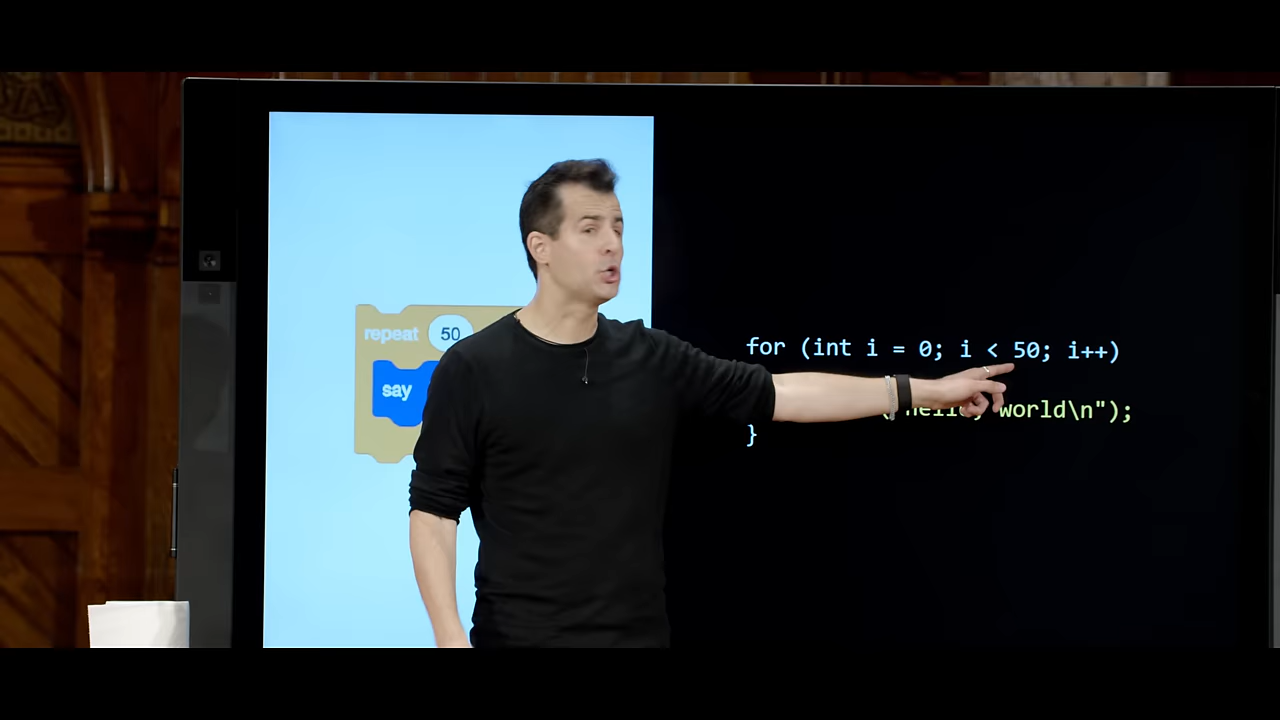 repeat 50
say
for (int i = 0; i < 50; i++)
world\n");
}